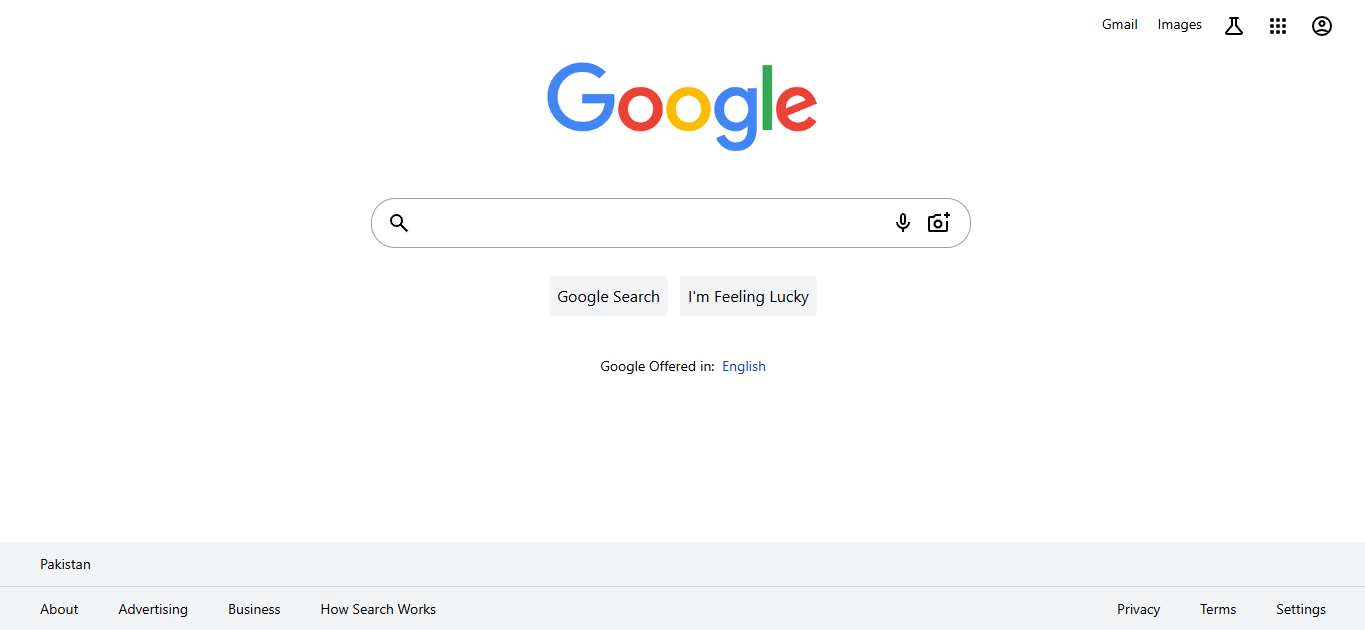 Gmail Images
Google
Google Search I'm Feeling Lucky
Google Offered in: English
Pakistan
About Advertising Business How Search Works Privacy Terms Settings